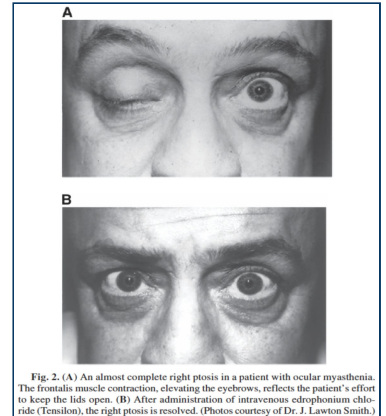 A
B
Fig. 2. (A) An almost complete right ptosis in a patient with ocular myasthenia.
The frontalis muscle contraction, elevating the eyebrows, reflects the patient's effort
to keep the lids open. (B) After administration of intravenous edrophonium chlo-
ride (Tensilon), the right ptosis is resolved. (Photos courtesy of Dr. J. Lawton Smith.)